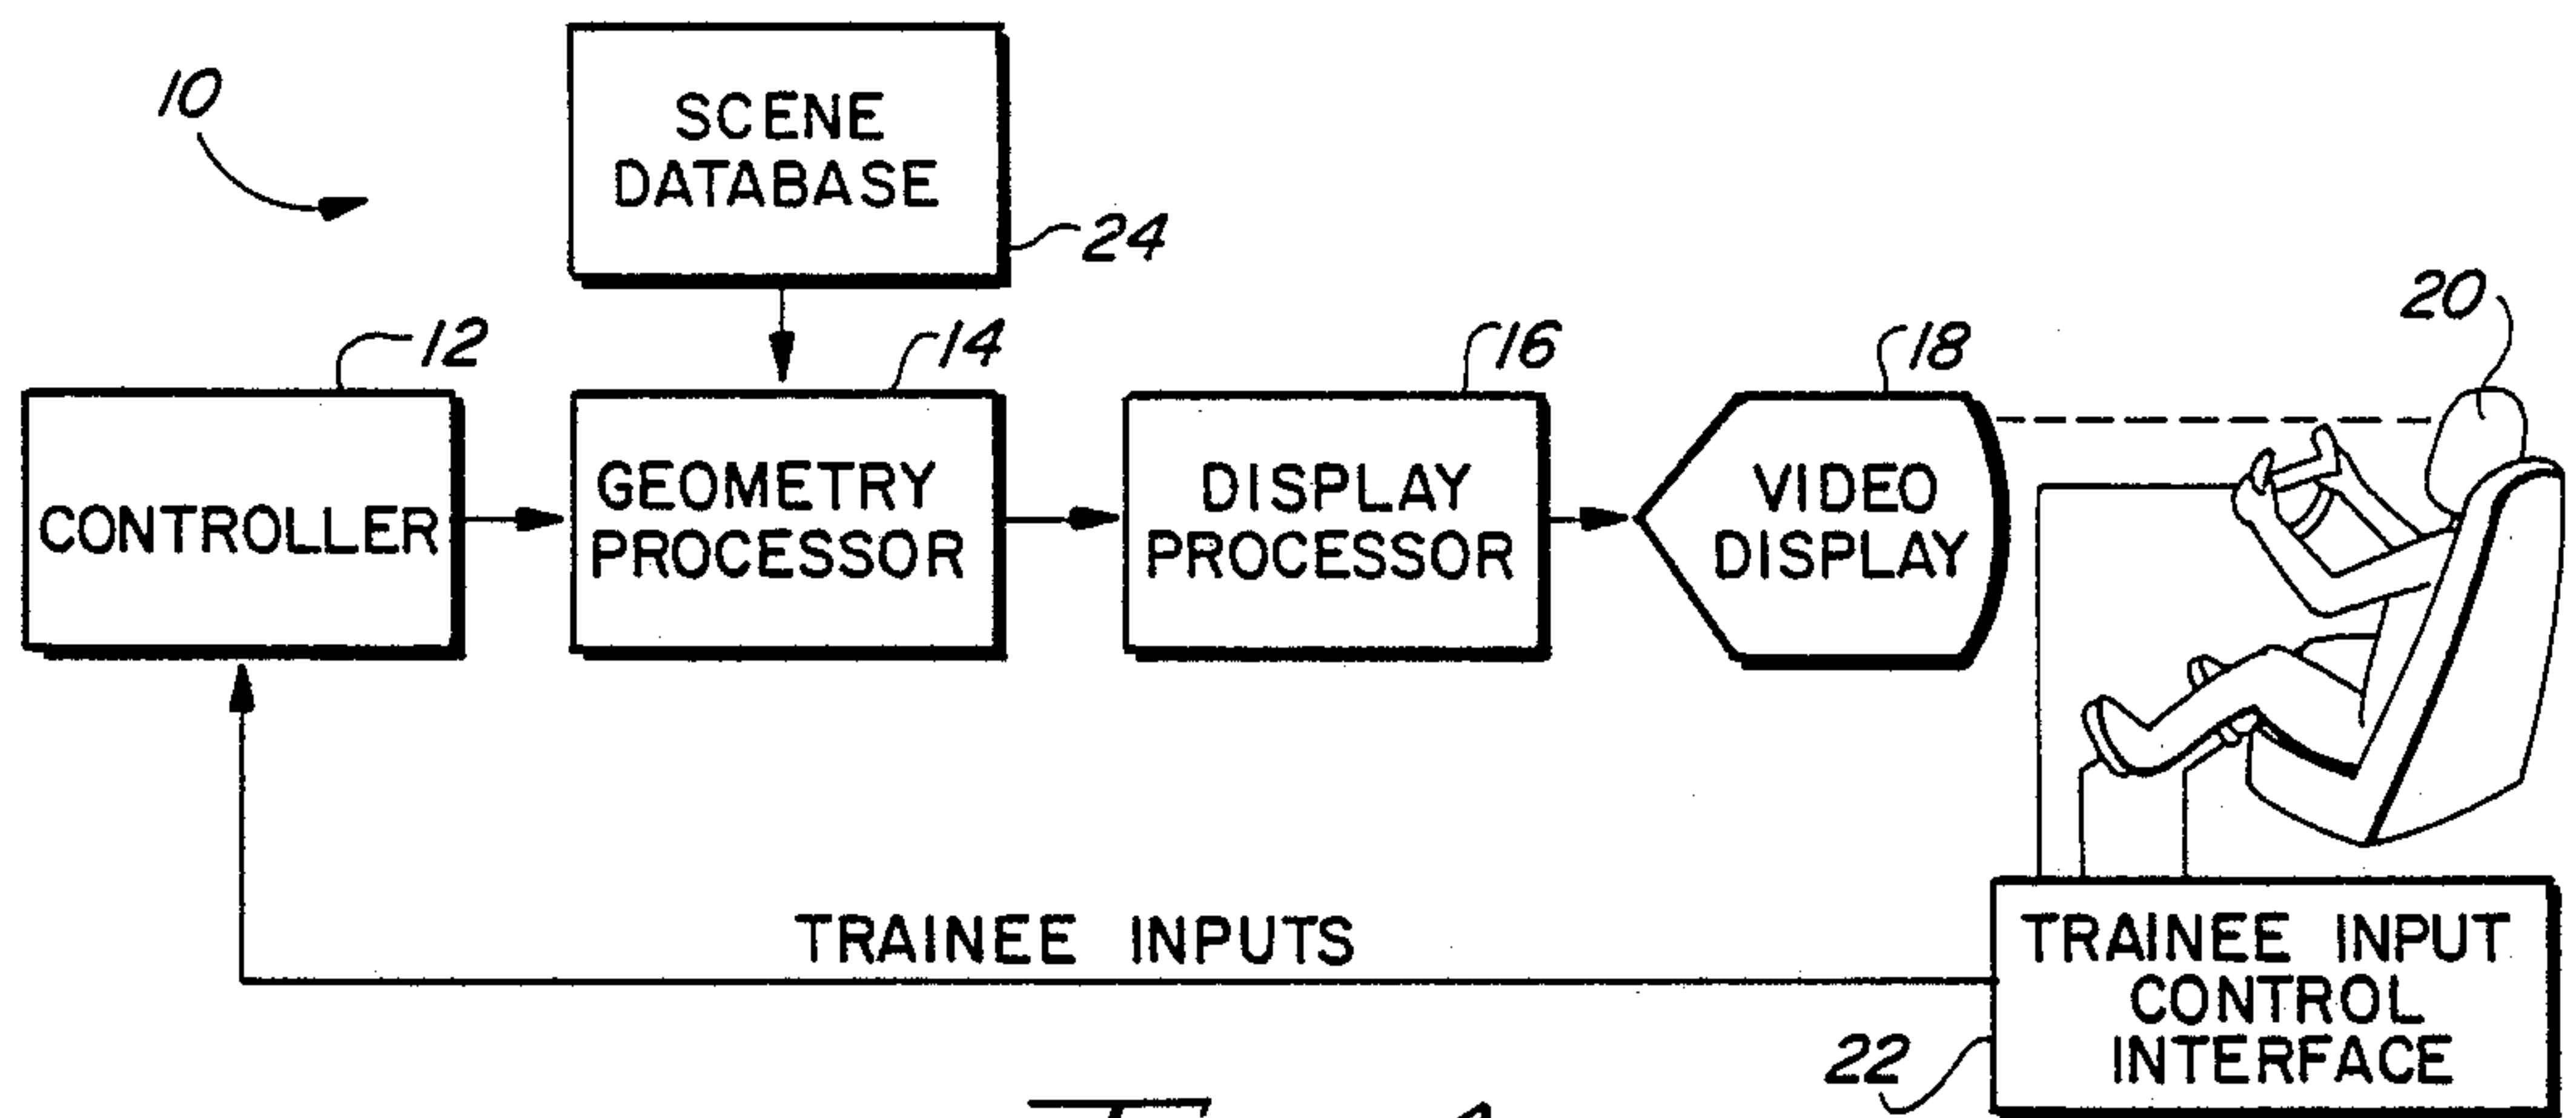 10
SCENE
DATABASE
24
12
14
16
18
20
CONTROLLER
GEOMETRY
PROCESSOR
DISPLAY
PROCESSOR
VIDEO
DISPLAY
TRAINEE INPUTS
TRAINEE INPUT
CONTROL
INTERFACE
22